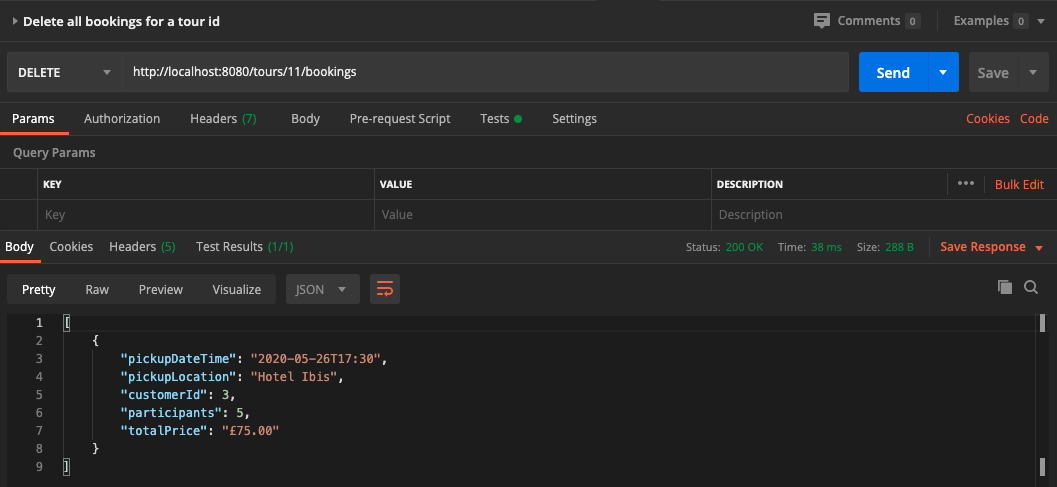 Delete all bookings for a tour id Comments 0 Examples 0
DELETE http://localhost:8080/tours/11/bookings Send Save
Params Authorization Headers (7) Body Pre-request Script Tests Settings Cookies Code
Query Params
KEY VALUE DESCRIPTION ••• Bulk Edit
Key Value Description
Body Cookies Headers (5) Test Results (1/1) Status: 200 OK Time: 38 ms Size: 288 B Save Response
Pretty Raw Preview Visualize JSON
1 [
2 {
3 "pickupDateTime": "2020-05-26T17:30",
4 "pickupLocation": "Hotel Ibis",
5 "customerId": 3,
6 "participants": 5,
7 "totalPrice": "£75.00"
8 }
9 ]